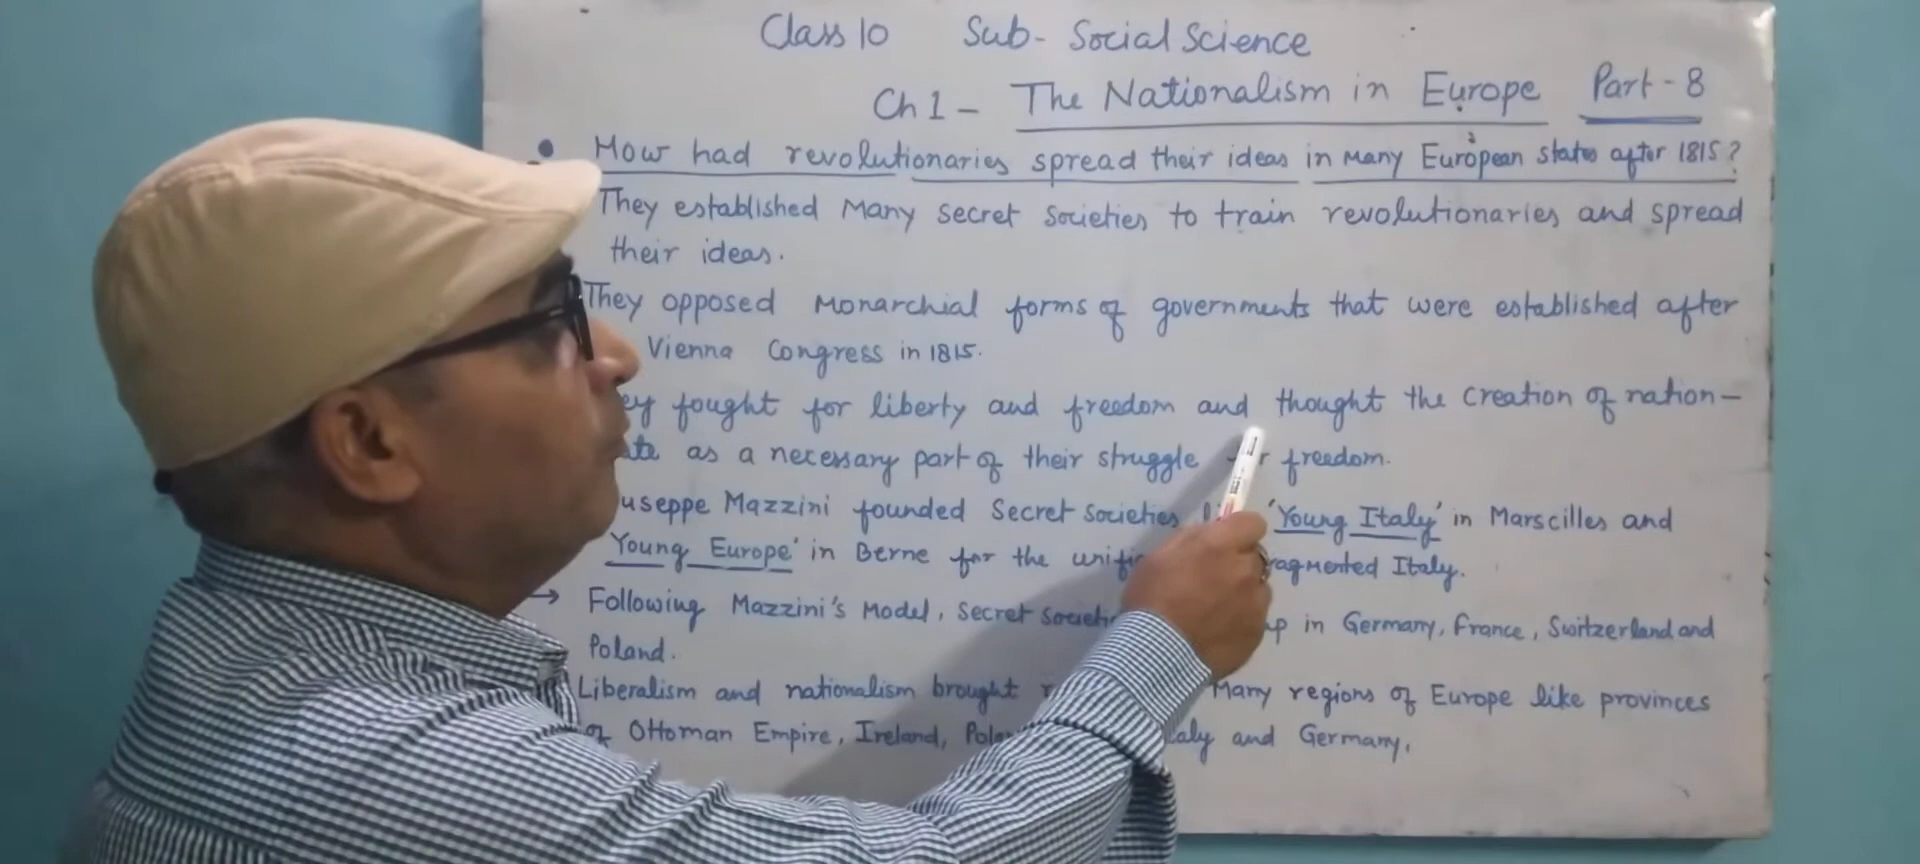 Class 10 Sub- Social Science
Ch 1 - The Nationalism in Europe Part - 8
• How had revolutionaries spread their ideas in many European states after 1815?
They established many secret societies to train revolutionaries and spread
their ideas.
They opposed monarchial forms of governments that were established after
Vienna Congress in 1815.
fought for liberty and freedom and thought the creation of nation-
as a necessary part of their struggle freedom.
Mazzini founded Secret societies 'Young Italy' in Marscilles and
Young Europe' in Berne for the Italy.
→ Following Mazzini's Model, secret in Germany, France, Switzerland and
Poland.
Liberalism and nationalism brought many regions of Europe like provinces
of Ottoman Empire, Ireland, and Germany.